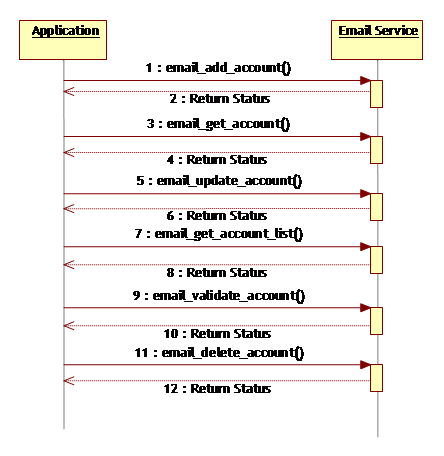 Application
Email Service
1 : email_add_account()
2 : Return Status
3 : email_get_account()
4 : Return Status
5 : email_update_account()
6 : Return Status
7 : email_get_account_list()
8 : Return Status
9 : email_validate_account()
10 : Return Status
11 : email_delete_account()
12 : Return Status